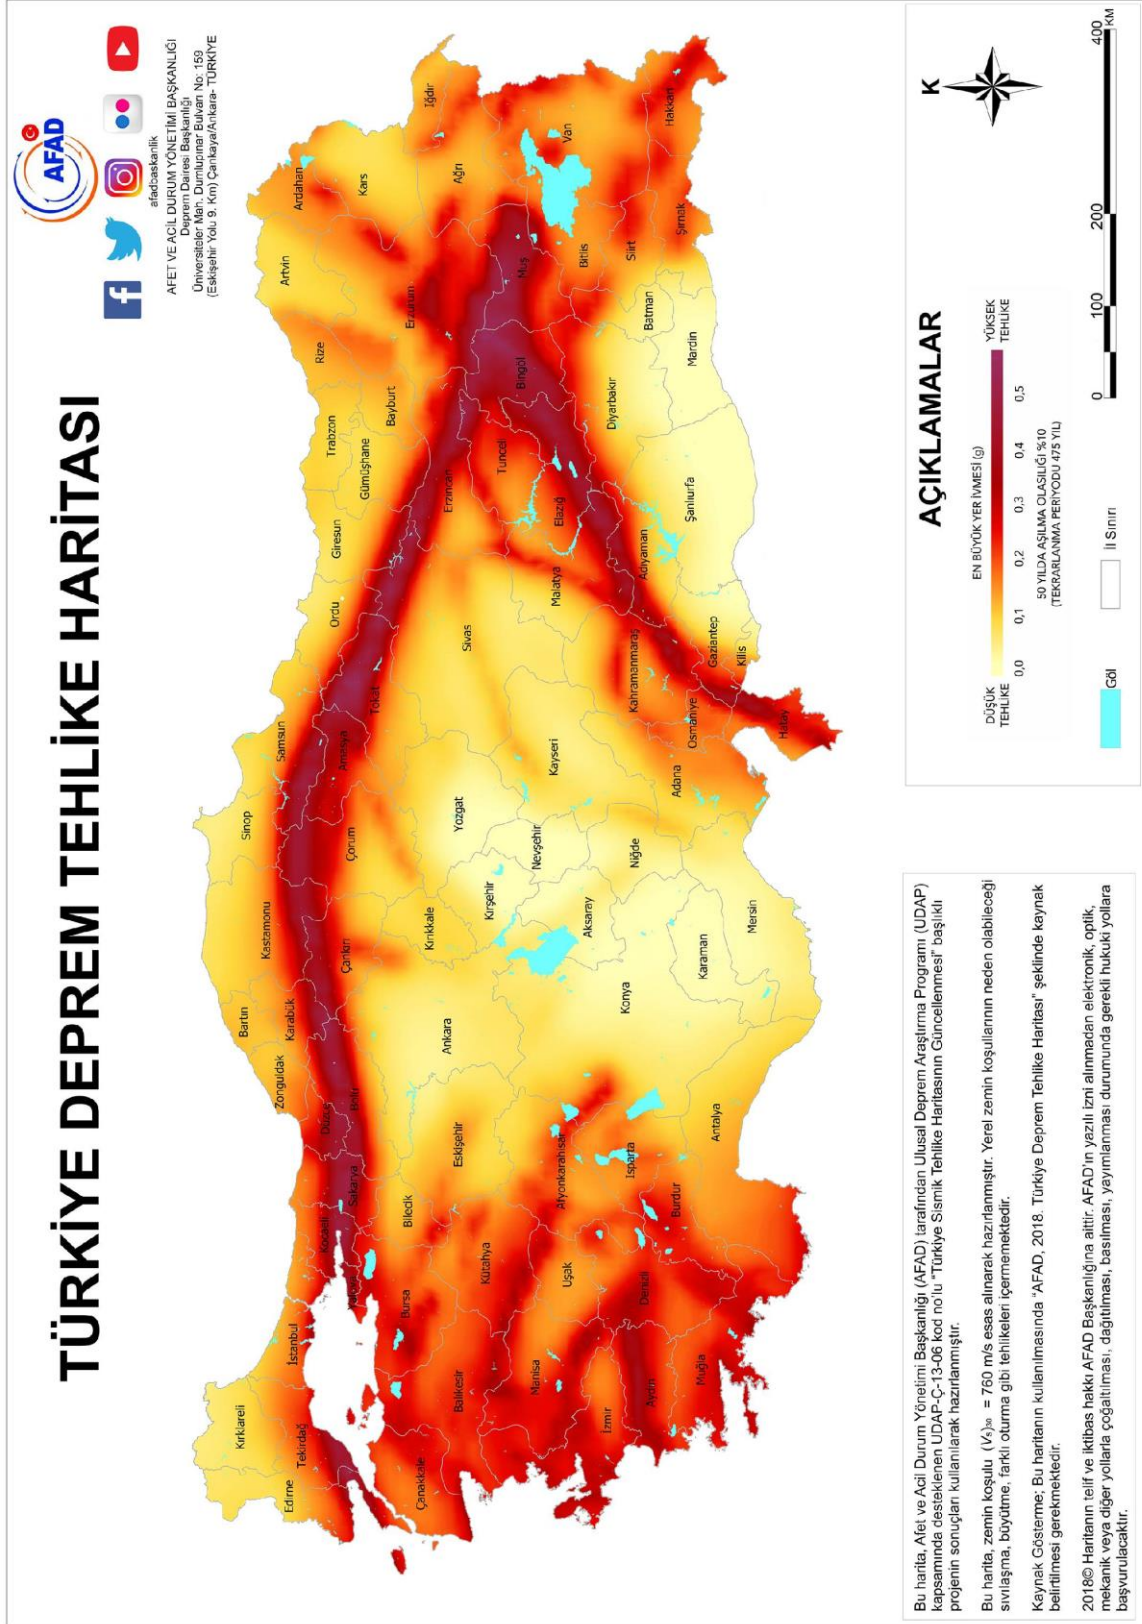 TÜRKİYE DEPREM TEHLİKE HARİTASI
AFAD
afadbaskanlik
AFET VE ACİL DURUM YÖNETİMİ BAŞKANLIĞI
Deprem Dairesi Başkanlığı
Üniversiteler Mah. Dumlupınar Bulvarı No: 159
(Eskişehir Yolu 9. Km) Çankaya/Ankara- TÜRKİYE
Kırklareli
Edirne
Tekirdağ
İstanbul
Kocaeli
Yalova
Sakarya
Düzce
Bolu
Zonguldak
Bartın
Karabük
Kastamonu
Sinop
Samsun
Çankırı
Çorum
Amasya
Tokat
Ordu
Giresun
Trabzon
Gümüşhane
Rize
Bayburt
Artvin
Ardahan
Kars
Iğdır
Ağrı
Erzurum
Erzincan
Çanakkale
Balıkesir
Bursa
Bilecik
Kütahya
Eskişehir
Ankara
Kırıkkale
Kırşehir
Yozgat
Sivas
Tunceli
Bingöl
Muş
Elazığ
Malatya
Van
Bitlis
Siirt
Hakkari
Şırnak
Batman
Mardin
Diyarbakır
Şanlıurfa
Adıyaman
Gaziantep
Kilis
Kahramanmaraş
Osmaniye
Hatay
Adana
Kayseri
Nevşehir
Niğde
Aksaray
Konya
Karaman
Mersin
Antalya
Isparta
Burdur
Afyonkarahisar
Uşak
Manisa
İzmir
Aydın
Denizli
Muğla
Bu harita, Afet ve Acil Durum Yönetimi Başkanlığı (AFAD) tarafından Ulusal Deprem Araştırma Programı (UDAP)
kapsamında desteklenen UDAP-Ç-13-06 kod no'lu "Türkiye Sismik Tehlike Haritasının Güncellenmesi" başlıklı
projenin sonuçları kullanılarak hazırlanmıştır.
Bu harita, zemin koşulu (Vs)30 = 760 m/s esas alınarak hazırlanmıştır. Yerel zemin koşullarının neden olabileceği
sıvılaşma, büyütme, farklı oturma gibi tehlikeleri içermemektedir.
Kaynak Gösterme; Bu haritanın kullanılmasında "AFAD, 2018. Türkiye Deprem Tehlike Haritası" şeklinde kaynak
belirtilmesi gerekmektedir.
2018© Haritanın telif ve iktibas hakkı AFAD Başkanlığına aittir. AFAD'ın yazılı izni alınmadan elektronik, optik,
mekanik veya diğer yollarla çoğaltılması, dağıtılması, basılması, yayımlanması durumunda gerekli hukuki yollara
başvurulacaktır.
AÇIKLAMALAR
EN BÜYÜK YER İVMESİ (g)
DÜŞÜK
TEHLİKE
YÜKSEK
TEHLİKE
0,0 0,1 0,2 0,3 0,4 0,5
50 YILDA AŞILMA OLASILIĞI %10
(TEKRARLANMA PERİYODU 475 YIL)
Göl
İl Sınırı
K
0 100 200 400
KM